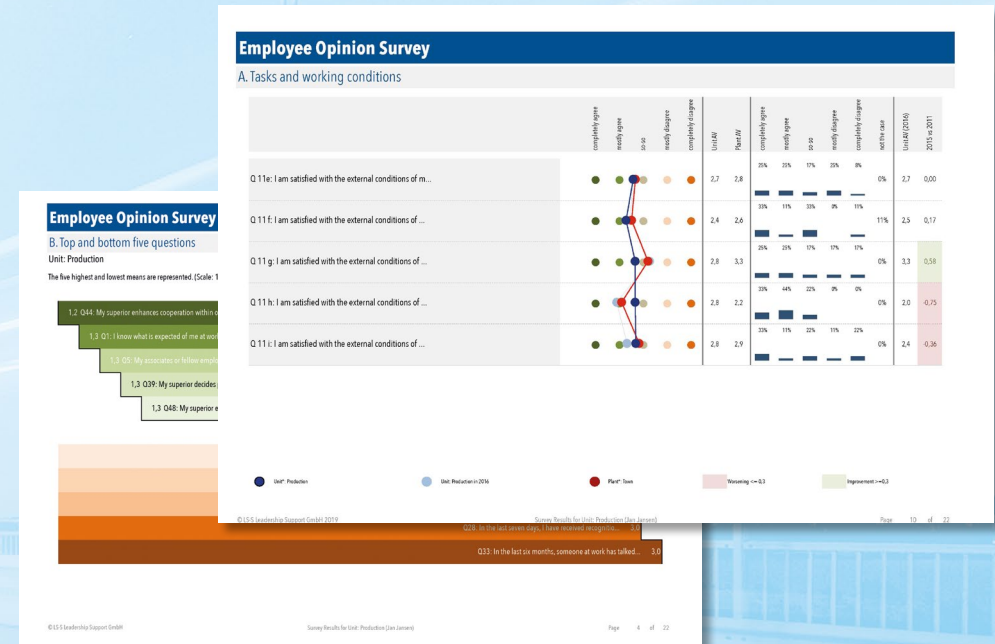 Employee Opinion Survey
A. Tasks and working conditions
completely agree mostly agree so-so mostly disagree completely disagree Unit AV Plant AV completely agree mostly agree so-so mostly disagree completely disagree not the case Unit AV (2016) 2015 vs 2011
25% 25% 17% 25% 8%
Q 11e: I am satisfied with the external conditions of m... 2,7 2,8 0% 2,7 0,00
33% 11% 33% 0% 11%
Q 11 f: I am satisfied with the external conditions of ... 2,4 2,6 11% 2,5 0,17
25% 25% 17% 17% 17%
Q 11 g: I am satisfied with the external conditions of ... 2,8 3,3 0% 3,3 0,58
33% 44% 22% 0% 0%
Q 11 h: I am satisfied with the external conditions of ... 2,8 2,2 0% 2,0 -0,75
33% 11% 22% 11% 22%
Q 11 i: I am satisfied with the external conditions of ... 2,8 2,9 0% 2,4 -0,36
Unit*: Production Unit: Production in 2016 Plant*: Town Worsening <=-0,3 Improvement >=0,3
© LS-S Leadership Support GmbH 2019 Survey Results for Unit: Production (Jan Jensen) Page 10 of 22
Employee Opinion Survey
B. Top and bottom five questions
Unit: Production
The five highest and lowest means are represented. (Scale: 1
1,2 Q44: My superior enhances cooperation within o
1,3 Q1: I know what is expected of me at wor
1,3 Q5: My associates or fellow emplo
1,3 Q39: My superior decides
1,3 Q48: My superior e
Q28: In the last seven days, I have received recognitio... 3,0
Q33: In the last six months, someone at work has talked... 3,0
© LS-S Leadership Support GmbH Survey Results for Unit: Production (Jan Jensen) Page 4 of 22